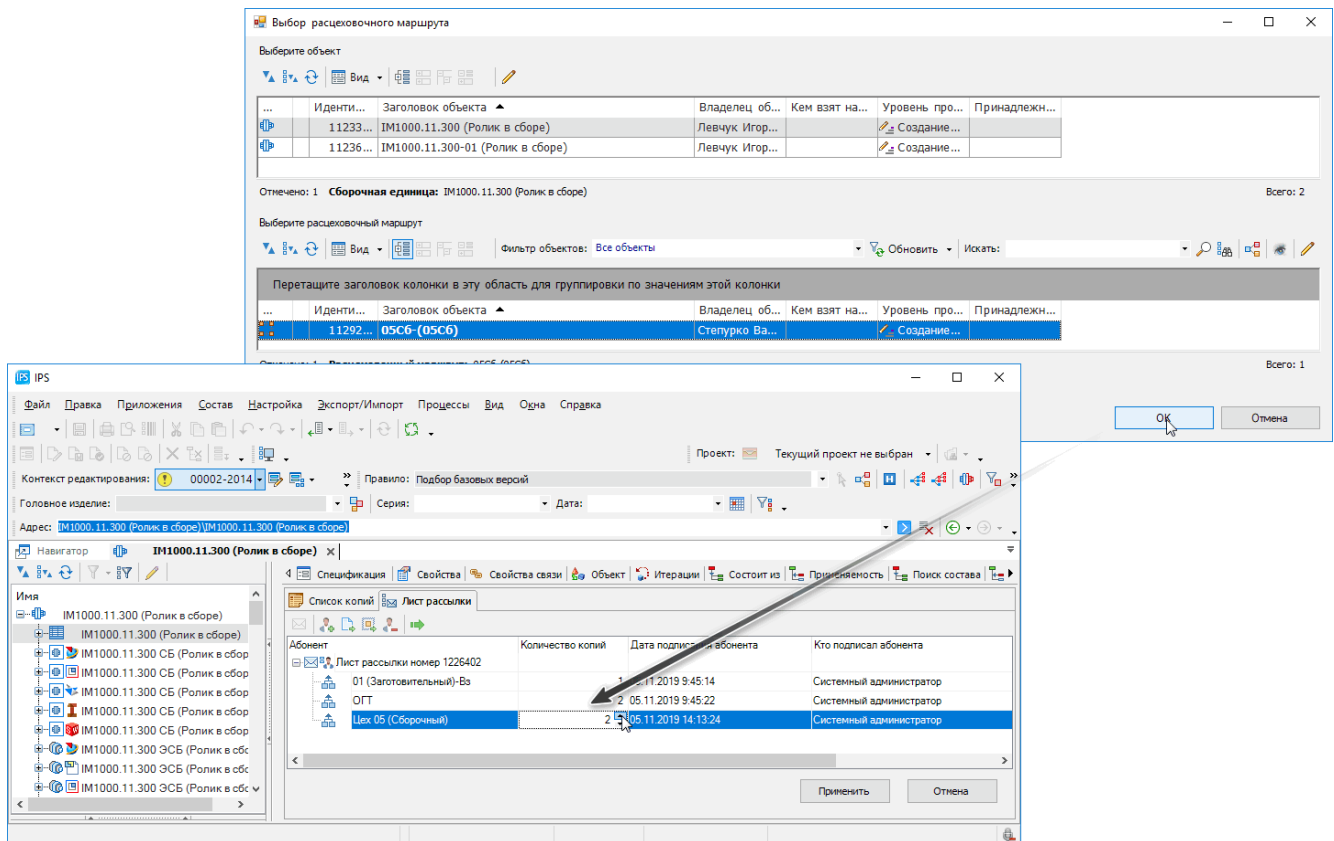 Выбор расцеховочного маршрута
Выберите объект
Вид
... Иденти... Заголовок объекта Владелец об... Кем взят на... Уровень про... Принадлежн...
11233... IM1000.11.300 (Ролик в сборе) Левчук Игор... Создание...
11236... IM1000.11.300-01 (Ролик в сборе) Левчук Игор... Создание...
Отмечено: 1 Сборочная единица: IM1000.11.300 (Ролик в сборе) Всего: 2
Выберите расцеховочный маршрут
Вид Фильтр объектов: Все объекты Обновить Искать:
Перетащите заголовок колонки в эту область для группировки по значениям этой колонки
... Иденти... Заголовок объекта Владелец об... Кем взят на... Уровень про... Принадлежн...
11292... 05Сб-(05Сб) Степурко Ва... Создание...
Всего: 1
OK Отмена
IPS IPS
Файл Правка Приложения Состав Настройка Экспорт/Импорт Процессы Вид Окна Справка
Проект: Текущий проект не выбран
Контекст редактирования: 00002-2014 Правило: Подбор базовых версий
Головное изделие: Серия: Дата:
Адрес: IM1000.11.300 (Ролик в сборе)\IM1000.11.300 (Ролик в сборе)
Навигатор IM1000.11.300 (Ролик в сборе)
Спецификация Свойства Свойства связи Объект Итерации Состоит из Применяемость Поиск состава
Имя
IM1000.11.300 (Ролик в сборе)
IM1000.11.300 (Ролик в сборе)
IM1000.11.300 СБ (Ролик в сбор
IM1000.11.300 СБ (Ролик в сбор
IM1000.11.300 СБ (Ролик в сбор
IM1000.11.300 СБ (Ролик в сбор
IM1000.11.300 СБ (Ролик в сбор
IM1000.11.300 ЭСБ (Ролик в сбо
IM1000.11.300 ЭСБ (Ролик в сбо
IM1000.11.300 ЭСБ (Ролик в сбо
Список копий Лист рассылки
Абонент Количество копий Дата подписания абонента Кто подписал абонента
Лист рассылки номер 1226402
01 (Заготовительный)-Вз 1 05.11.2019 9:45:14 Системный администратор
ОГТ 2 05.11.2019 9:45:22 Системный администратор
Цех 05 (Сборочный) 2 05.11.2019 14:13:24 Системный администратор
Применить Отмена